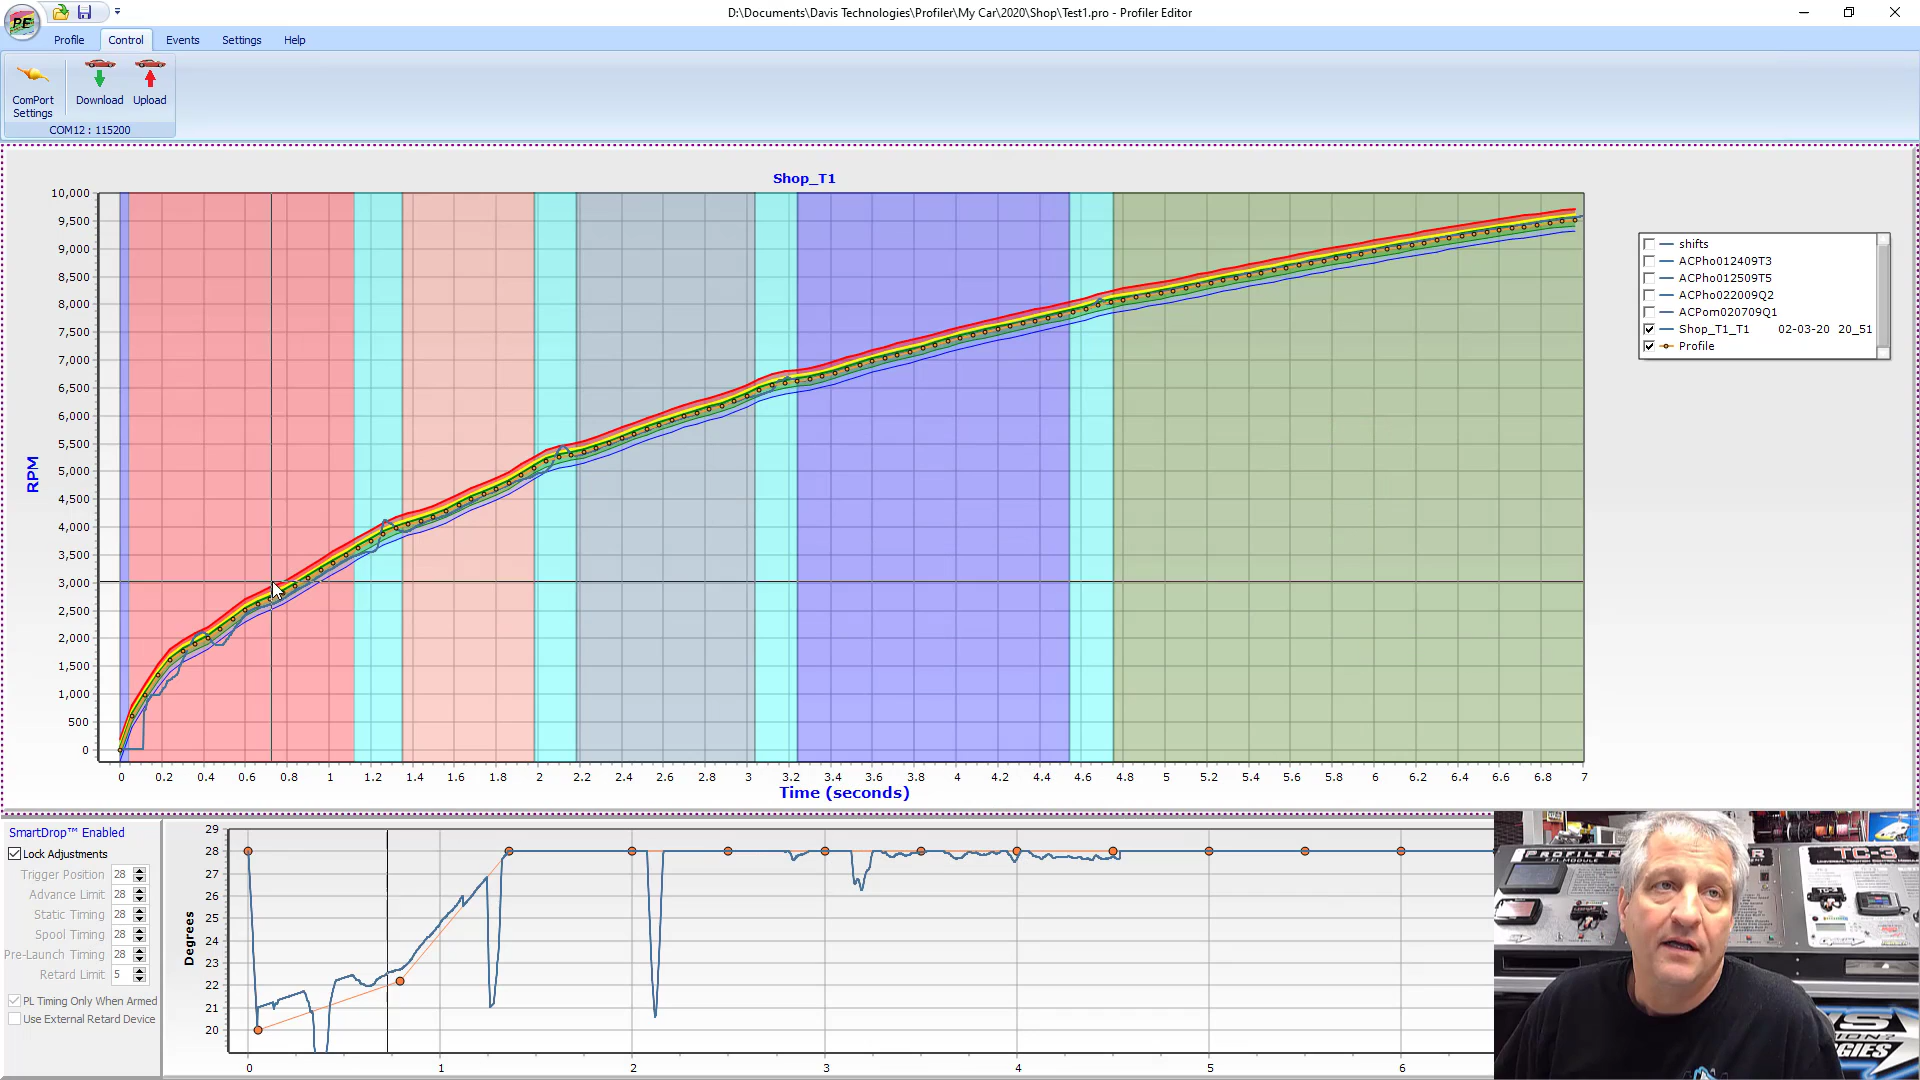 D:\Documents\Davis Technologies\Profiler\My Car\2020\Shop\Test1.pro - Profiler Editor
PE
Profile Control Events Settings Help
ComPort Settings
Download
Upload
COM12 : 115200
Shop_T1
10,000
9,500
9,000
8,500
8,000
7,500
7,000
6,500
6,000
5,500
5,000
4,500
4,000
3,500
3,000
2,500
2,000
1,500
1,000
500
0
RPM
0 0.2 0.4 0.6 0.8 1 1.2 1.4 1.6 1.8 2 2.2 2.4 2.6 2.8 3 3.2 3.4 3.6 3.8 4 4.2 4.4 4.6 4.8 5 5.2 5.4 5.6 5.8 6 6.2 6.4 6.6 6.8 7
Time (seconds)
shifts
ACPho012409T3
ACPho012509T5
ACPho022009Q2
ACPom020709Q1
Shop_T1_T1 02-03-20 20_51
Profile
SmartDrop™ Enabled
Lock Adjustments
Trigger Position 28
Advance Limit 28
Static Timing 28
Spool Timing 28
Pre-Launch Timing 28
Retard Limit 5
PL Timing Only When Armed
Use External Retard Device
29
28
27
26
25
24
23
22
21
20
Degrees
0 1 2 3 4 5 6
PROFILER
TC-3